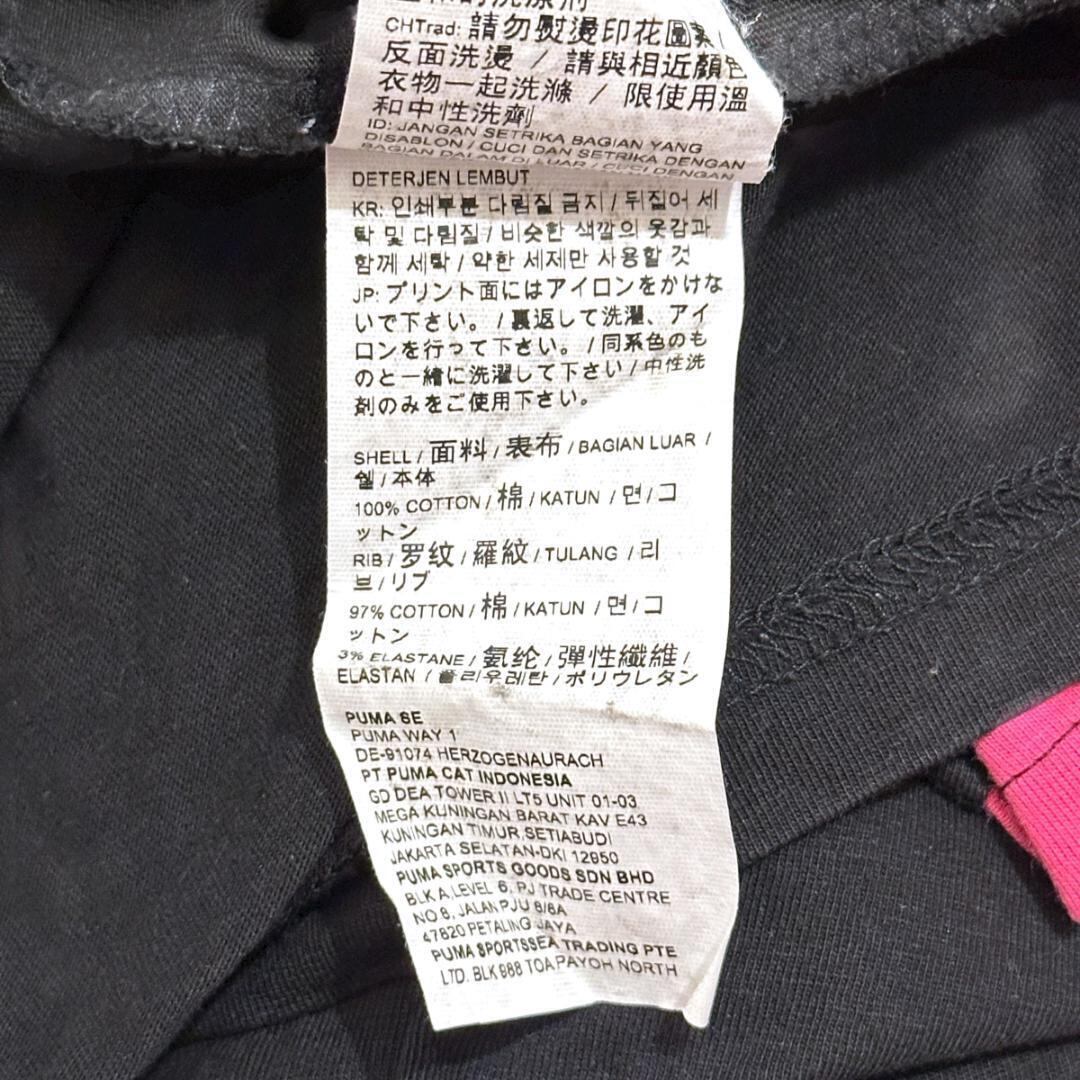 CHTrad: 請勿熨燙印花圖案
反面洗燙 / 請與相近顏色
衣物一起洗滌 / 限使用溫
和中性洗劑
ID: JANGAN SETRIKA BAGIAN YANG
DISABLON / CUCI DAN SETRIKA DENGAN
BAGIAN DALAM DI LUAR / CUCI DENGAN
DETERJEN LEMBUT
KR: 인쇄부분 다림질 금지 / 뒤집어 세
탁 및 다림질 / 비슷한 색깔의 옷감과
함께 세탁 / 약한 세제만 사용할 것
JP: プリント面にはアイロンをかけな
いで下さい。 / 裏返して洗濯、アイ
ロンを行って下さい。 / 同系色のも
のと一緒に洗濯して下さい / 中性洗
剤のみをご使用下さい。
SHELL / 面料 / 表布 / BAGIAN LUAR /
쉘 / 本体
100% COTTON / 棉 / KATUN / 면 / コ
ットン
RIB / 罗纹 / 羅紋 / TULANG / 리
브 / リブ
97% COTTON / 棉 / KATUN / 면 / コ
ットン
3% ELASTANE / 氨纶 / 彈性纖維 /
ELASTAN / 폴리우레탄 / ポリウレタン
PUMA SE
PUMA WAY 1
DE-91074 HERZOGENAURACH
PT PUMA CAT INDONESIA
GD DEA TOWER II LT5 UNIT 01-03
MEGA KUNINGAN BARAT KAV E43
KUNINGAN TIMUR,SETIABUDI
JAKARTA SELATAN-DKI 12950
PUMA SPORTS GOODS SDN BHD
BLK A,LEVEL 6, PJ TRADE CENTRE
NO 8, JALAN PJU 8/8A
47820 PETALING JAYA
PUMA SPORTSSEA TRADING PTE
LTD. BLK 988 TOA PAYOH NORTH